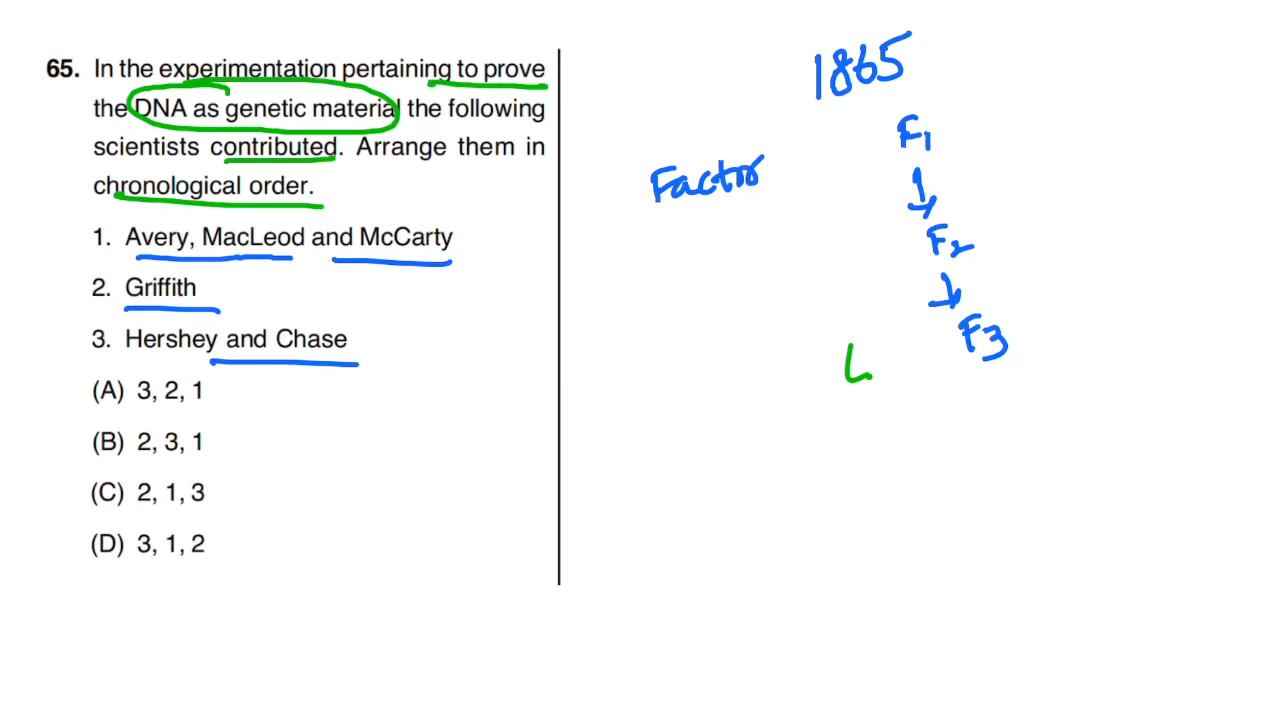 65. In the experimentation pertaining to prove
the DNA as genetic material the following
scientists contributed. Arrange them in
chronological order.
1. Avery, MacLeod and McCarty
2. Griffith
3. Hershey and Chase
(A) 3, 2, 1
(B) 2, 3, 1
(C) 2, 1, 3
(D) 3, 1, 2
1865
Factor
F1
F2
F3